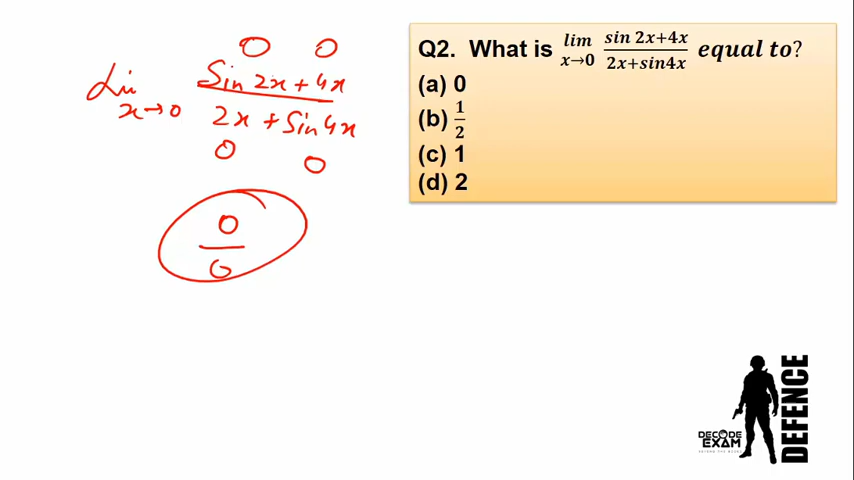 Lim x→0 Sin 2x + 4x / 2x + Sin 4x
0 0
0 0
0/0
Q2. What is lim x→0 sin 2x+4x / 2x+sin4x equal to?
(a) 0
(b) 1/2
(c) 1
(d) 2
DECODE EXAM
DEFENCE